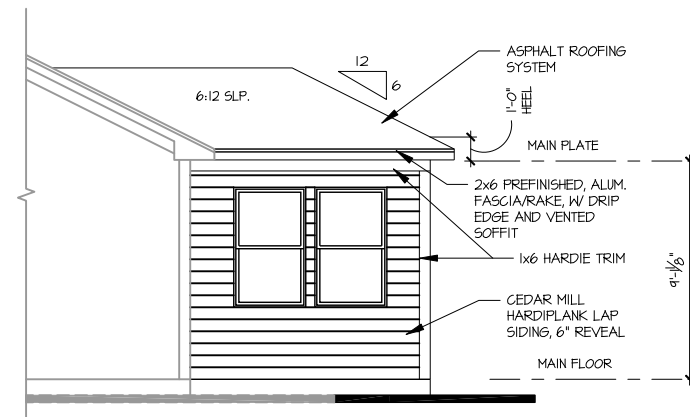 ASPHALT ROOFING
SYSTEM
12
6
6:12 SLP.
1'-0"
HEEL
MAIN PLATE
2x6 PREFINISHED, ALUM.
FASCIA/RAKE, W/ DRIP
EDGE AND VENTED
SOFFIT
1x6 HARDIE TRIM
9'-1/8"
CEDAR MILL
HARDIPLANK LAP
SIDING, 6" REVEAL
MAIN FLOOR